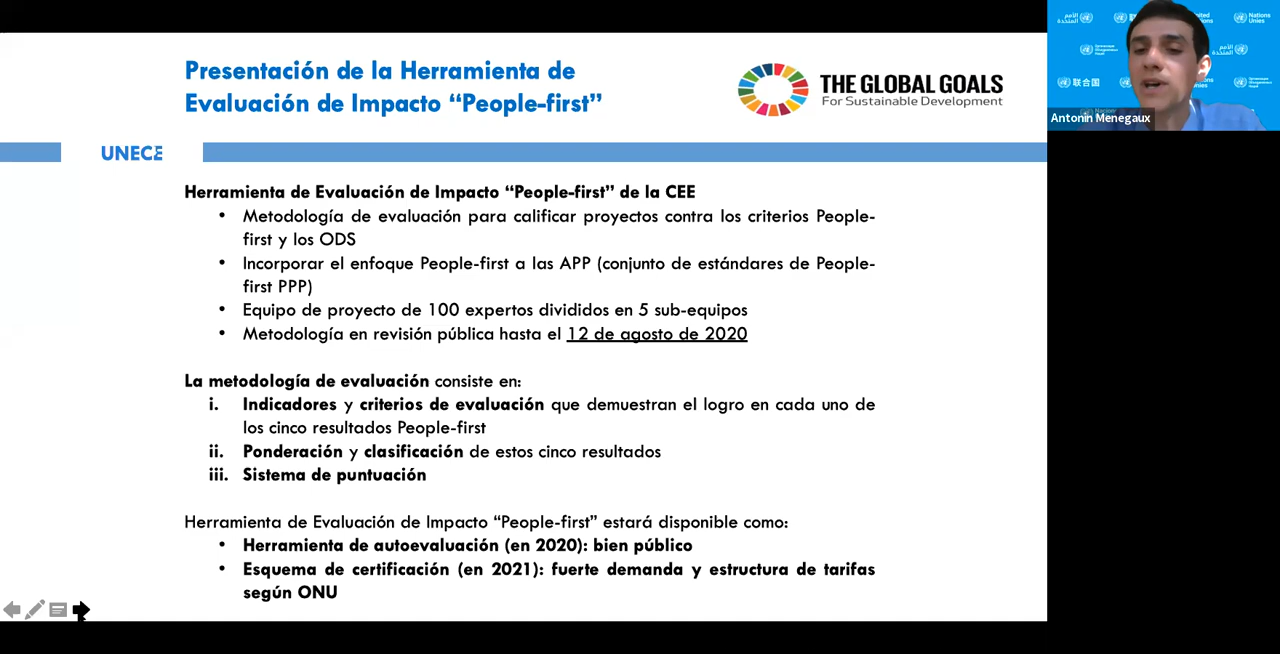 Presentación de la Herramienta de
Evaluación de Impacto “People-first”
THE GLOBAL GOALS
For Sustainable Development
UNECE
Herramienta de Evaluación de Impacto “People-first” de la CEE
• Metodología de evaluación para calificar proyectos contra los criterios People-
first y los ODS
• Incorporar el enfoque People-first a las APP (conjunto de estándares de People-
first PPP)
• Equipo de proyecto de 100 expertos divididos en 5 sub-equipos
• Metodología en revisión pública hasta el 12 de agosto de 2020
La metodología de evaluación consiste en:
i. Indicadores y criterios de evaluación que demuestran el logro en cada uno de
los cinco resultados People-first
ii. Ponderación y clasificación de estos cinco resultados
iii. Sistema de puntuación
Herramienta de Evaluación de Impacto “People-first” estará disponible como:
• Herramienta de autoevaluación (en 2020): bien público
• Esquema de certificación (en 2021): fuerte demanda y estructura de tarifas
según ONU
Nations
Unies
联合国
Antonin Menegaux